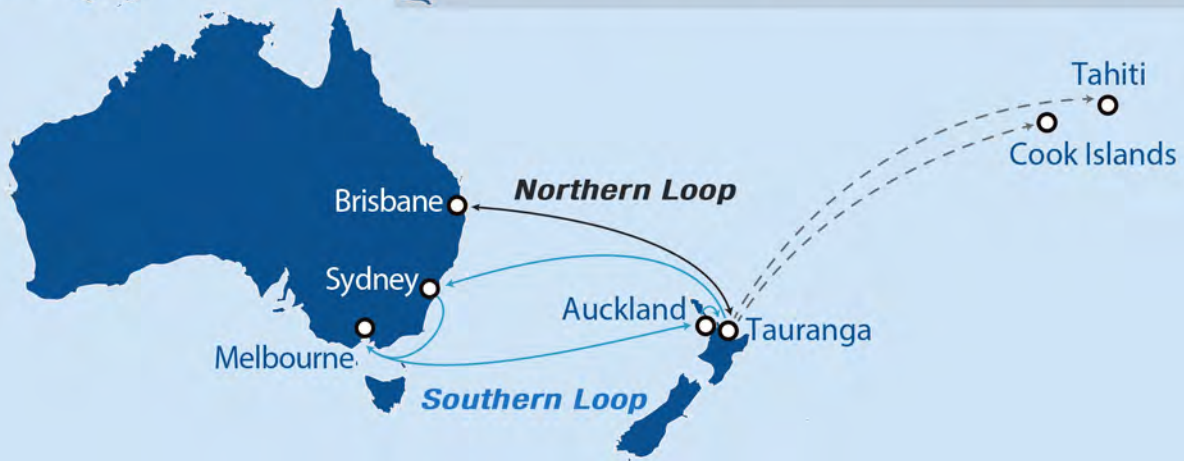 Tahiti
Cook Islands
Northern Loop
Brisbane
Sydney
Auckland
Tauranga
Melbourne
Southern Loop